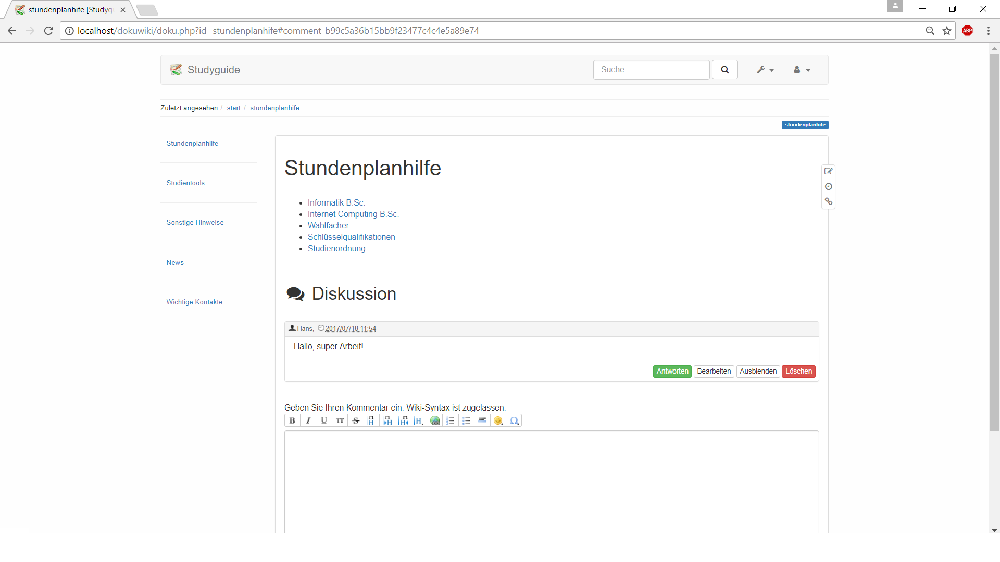 stundenplanhife [Studyg
localhost/dokuwiki/doku.php?id=stundenplanhife#comment_b99c5a36b15bb9f23477c4c4e5a89e74
ABP
Studyguide
Suche
Zuletzt angesehen / start / stundenplanhife
stundenplanhife
Stundenplanhilfe
Studientools
Sonstige Hinweise
News
Wichtige Kontakte
Stundenplanhilfe
Informatik B.Sc.
Internet Computing B.Sc.
Wahlfächer
Schlüsselqualifikationen
Studienordnung
Diskussion
Hans, 2017/07/18 11:54
Hallo, super Arbeit!
Antworten Bearbeiten Ausblenden Löschen
Geben Sie Ihren Kommentar ein. Wiki-Syntax ist zugelassen:
B I U TT S H H H H Ω